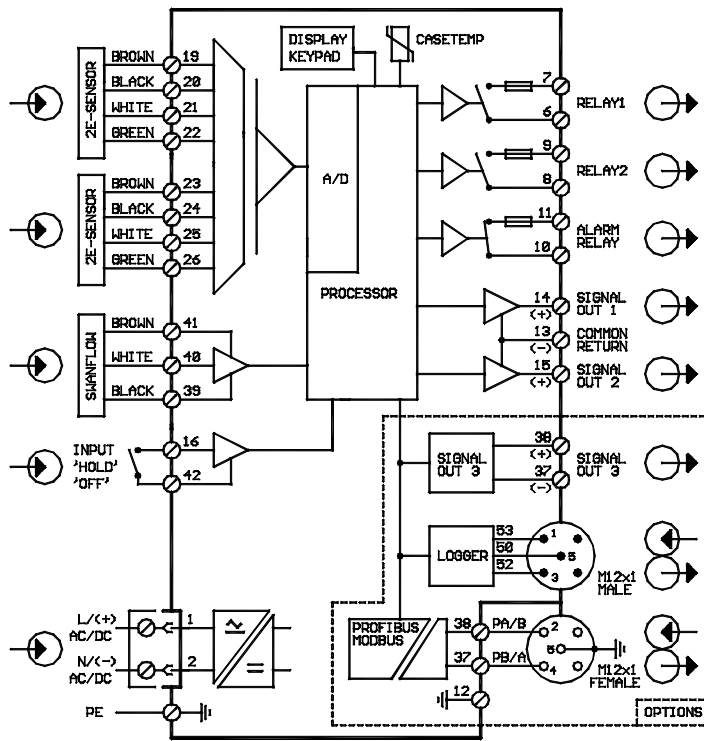 DISPLAY
KEYPAD
CASETEMP
2E-SENSOR
BROWN 19
BLACK 20
WHITE 21
GREEN 22
2E-SENSOR
BROWN 23
BLACK 24
WHITE 25
GREEN 26
SWANFLOW
BROWN 41
WHITE 40
BLACK 39
INPUT
'HOLD'
'OFF'
16
42
L/(+)
AC/DC
1
N/(-)
AC/DC
2
PE
A/D
PROCESSOR
7
6
RELAY1
9
8
RELAY2
11
10
ALARM
RELAY
14
(+)
SIGNAL
OUT 1
13
(-)
COMMON
RETURN
15
(+)
SIGNAL
OUT 2
SIGNAL
OUT 3
38
(+)
37
(-)
SIGNAL
OUT 3
LOGGER
53
50
52
1
5
3
M12x1
MALE
PROFIBUS
MODBUS
38 PA/B
37 PB/A
12
2
5
4
M12x1
FEMALE
OPTIONS